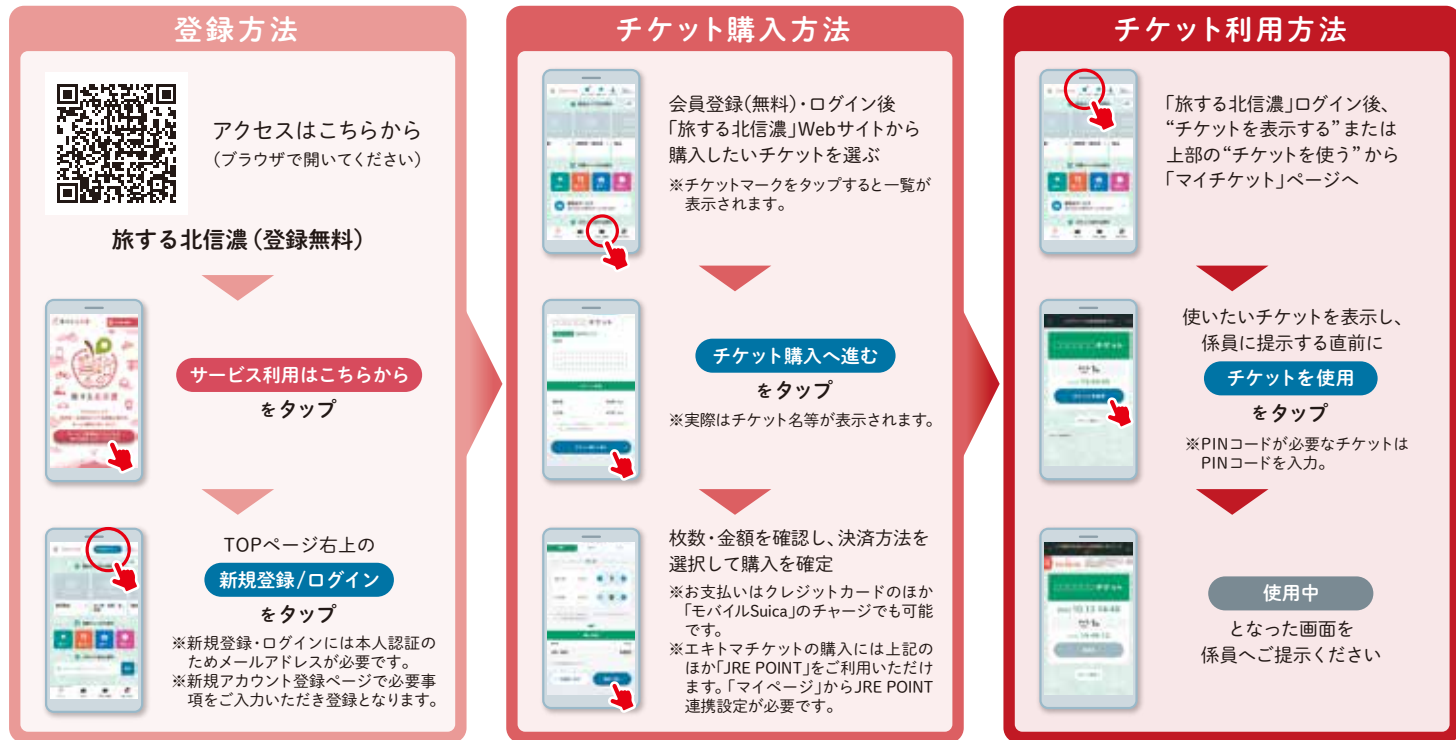 登録方法
アクセスはこちらから
（ブラウザで開いてください）
旅する北信濃（登録無料）
サービス利用はこちらから
をタップ
TOPページ右上の
新規登録/ログイン
をタップ
※新規登録・ログインには本人認証の
ためメールアドレスが必要です。
※新規アカウント登録ページで必要事
項をご入力いただき登録となります。
チケット購入方法
会員登録(無料)・ログイン後
「旅する北信濃」Webサイトから
購入したいチケットを選ぶ
※チケットマークをタップすると一覧が
表示されます。
チケット購入へ進む
をタップ
※実際はチケット名等が表示されます。
枚数・金額を確認し、決済方法を
選択して購入を確定
※お支払いはクレジットカードのほか
「モバイルSuica」のチャージでも可能
です。
※エキトマチケットの購入には上記の
ほか「JRE POINT」をご利用いただけ
ます。「マイページ」からJRE POINT
連携設定が必要です。
チケット利用方法
「旅する北信濃」ログイン後、
“チケットを表示する”または
上部の“チケットを使う”から
「マイチケット」ページへ
使いたいチケットを表示し、
係員に提示する直前に
チケットを使用
をタップ
※PINコードが必要なチケットは
PINコードを入力。
使用中
となった画面を
係員へご提示ください